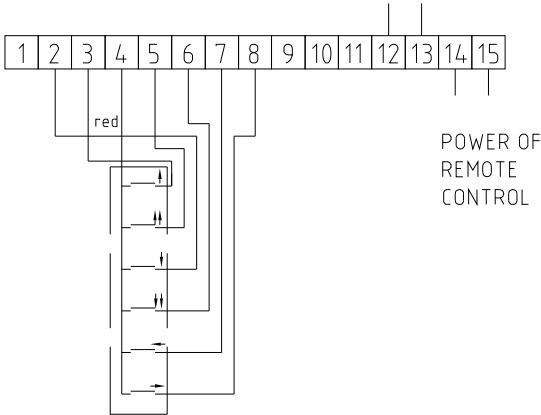 1 2 3 4 5 6 7 8 9 10 11 12 13 14 15
red
POWER OF
REMOTE
CONTROL